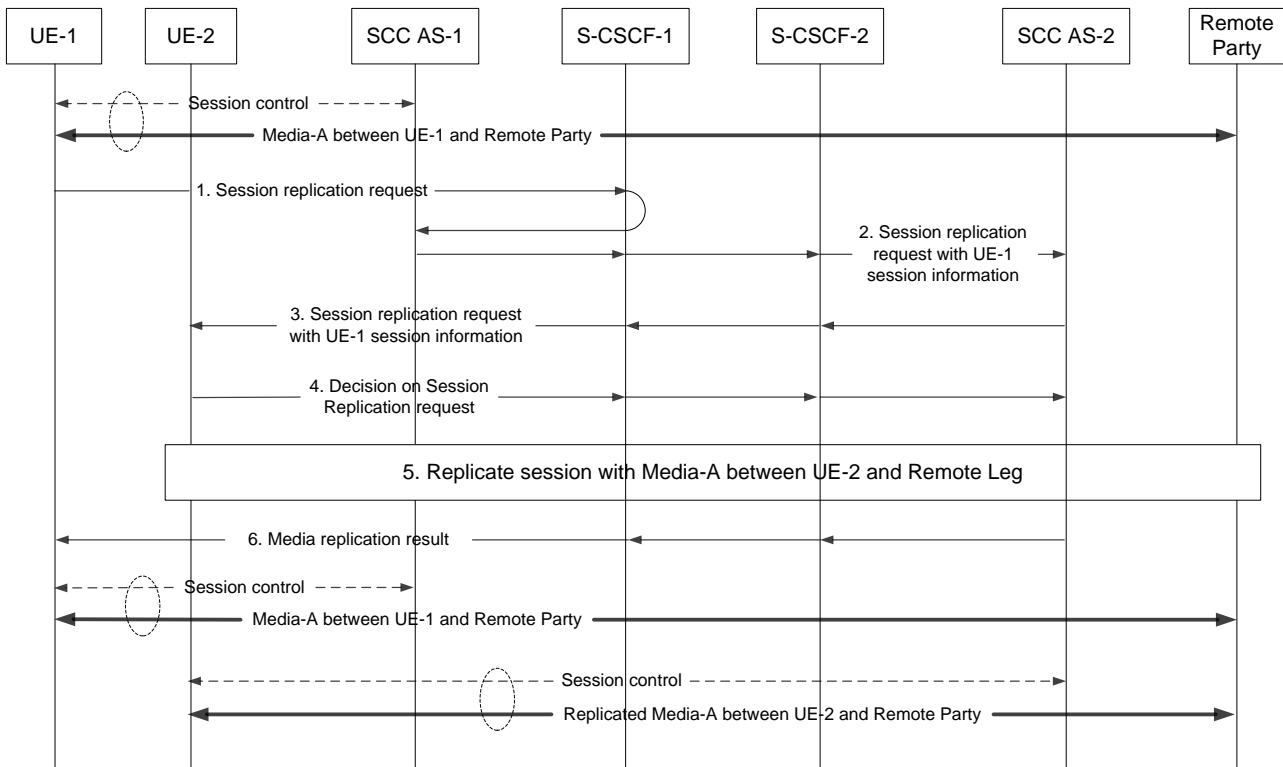 UE-1
UE-2
SCC AS-1
S-CSCF-1
S-CSCF-2
SCC AS-2
Remote
Party
Session control
Media-A between UE-1 and Remote Party
1. Session replication request
2. Session replication
request with UE-1
session information
3. Session replication request
with UE-1 session information
4. Decision on Session
Replication request
5. Replicate session with Media-A between UE-2 and Remote Leg
6. Media replication result
Session control
Media-A between UE-1 and Remote Party
Session control
Replicated Media-A between UE-2 and Remote Party